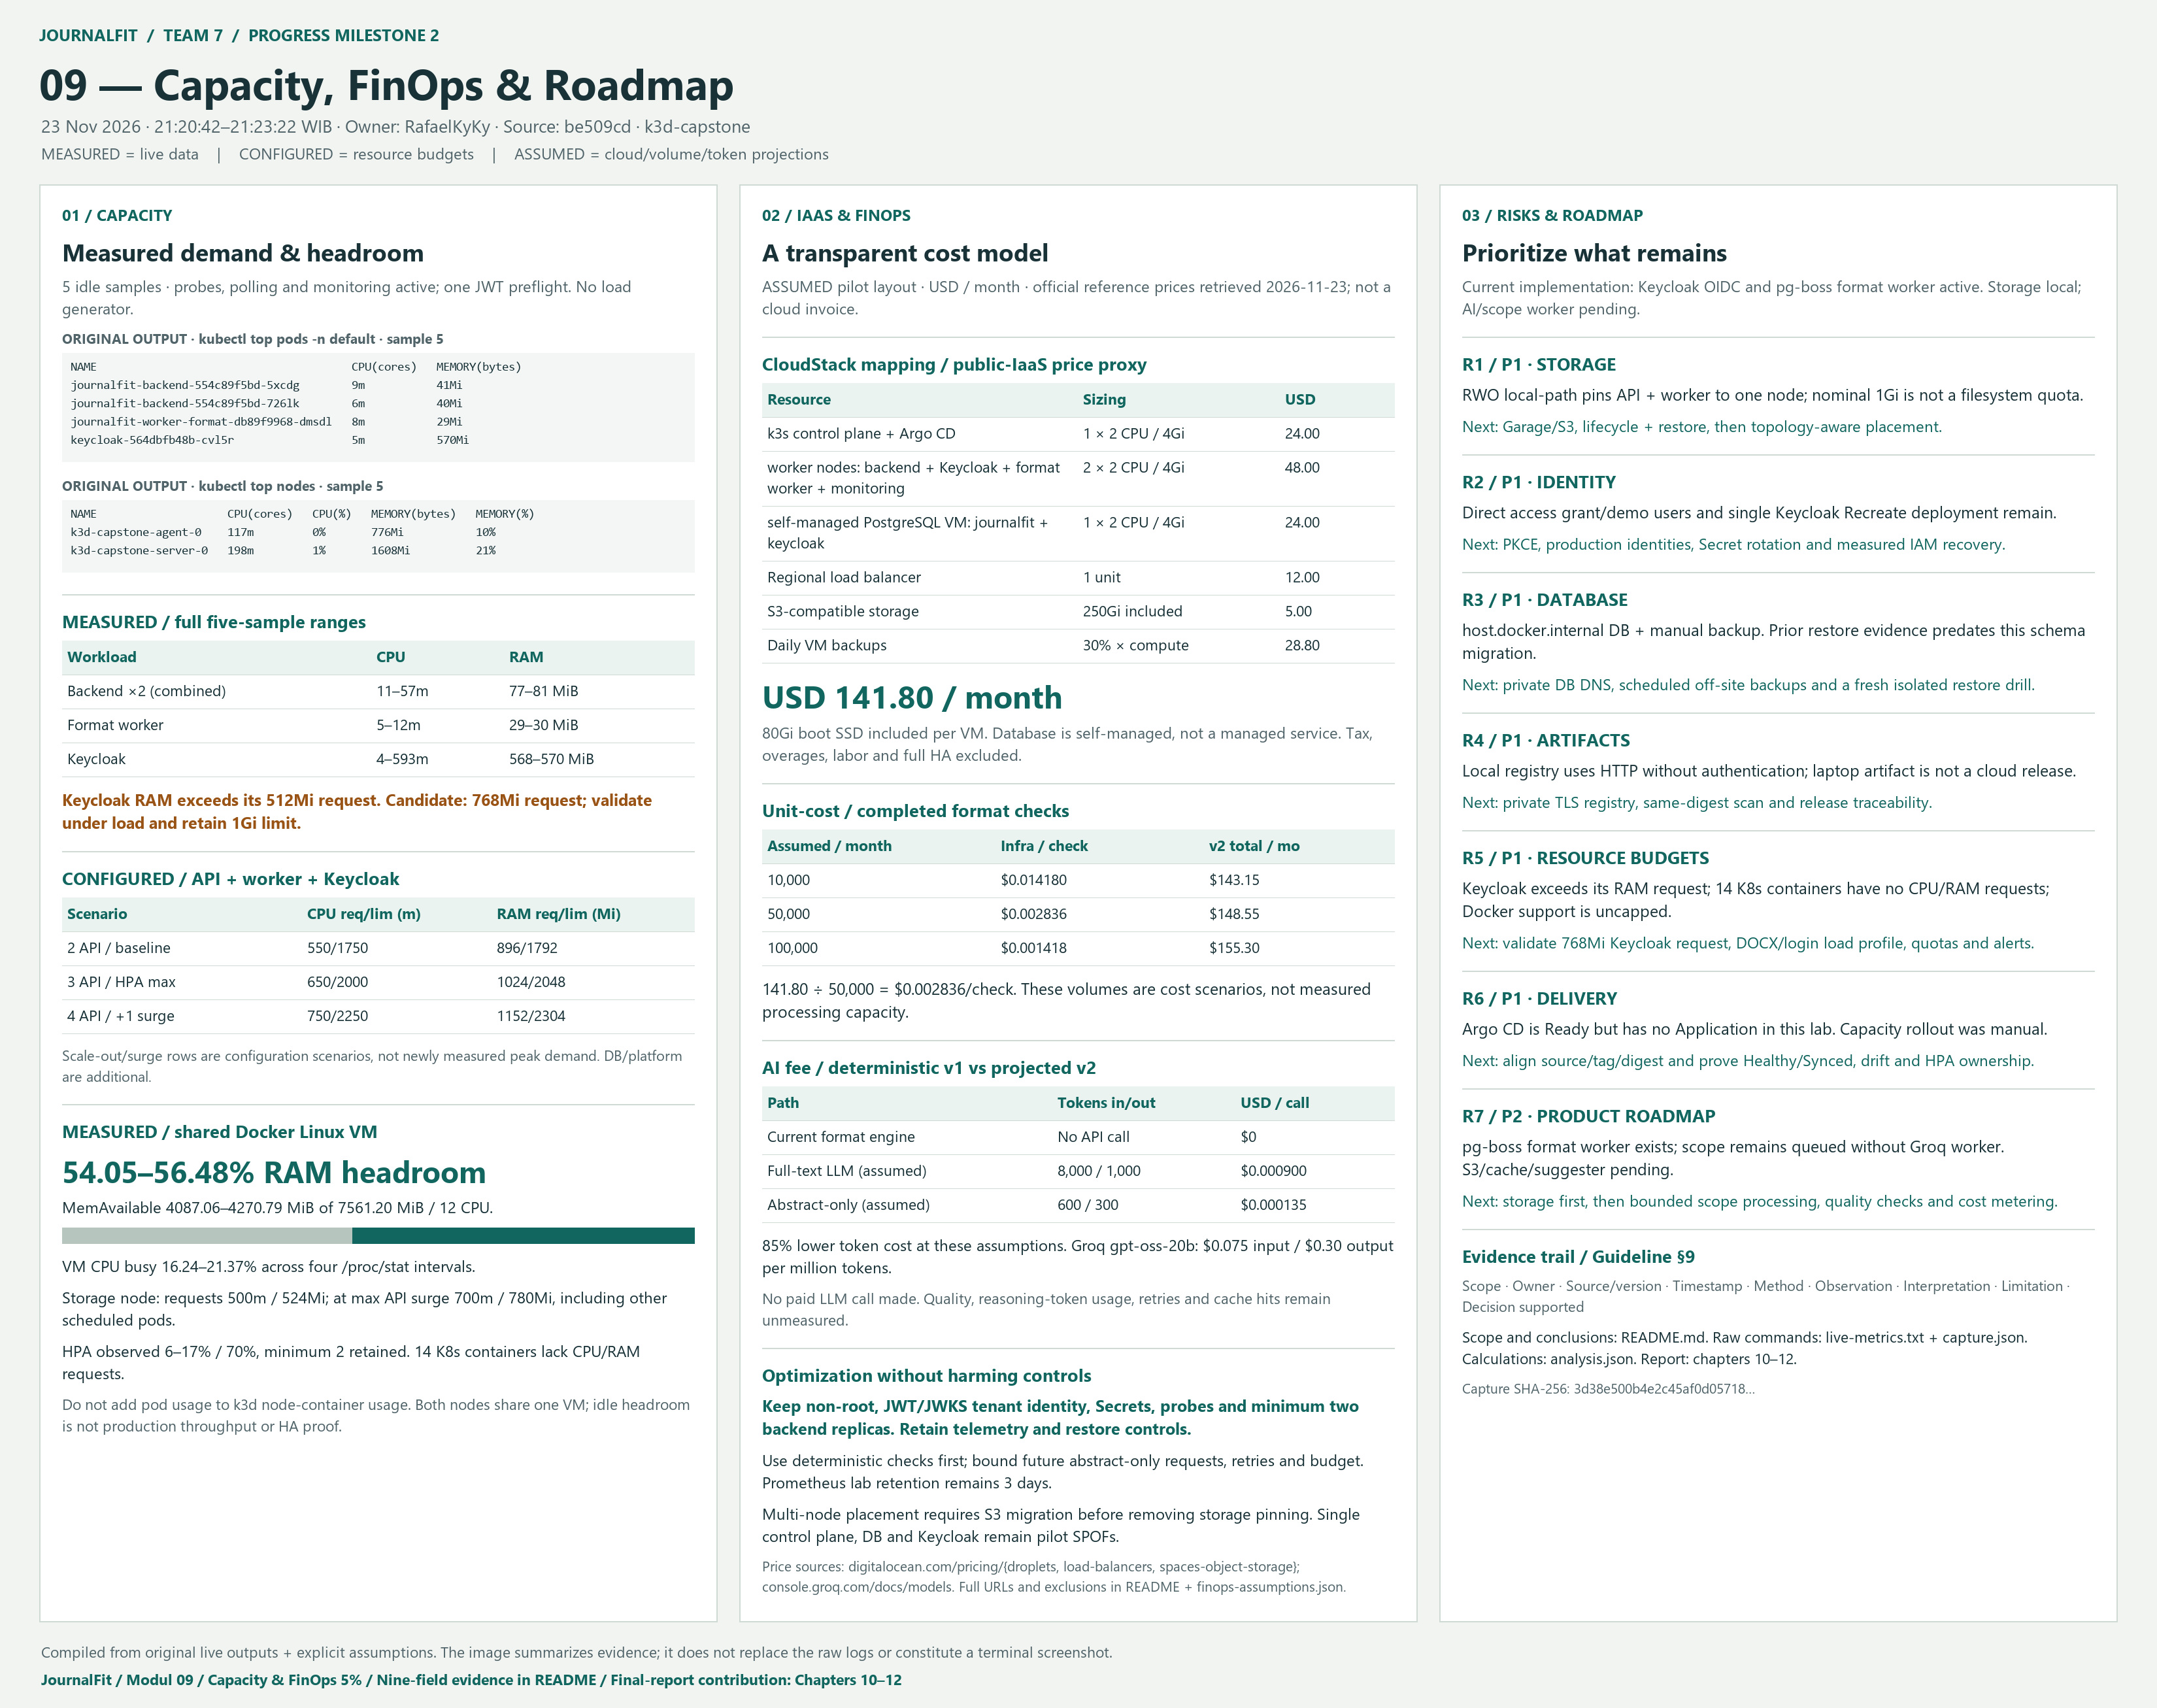 JOURNALFIT / TEAM 7 / PROGRESS MILESTONE 2
09 — Capacity, FinOps & Roadmap
23 Nov 2026 · 21:20:42–21:23:22 WIB · Owner: RafaelKyKy · Source: be509cd · k3d-capstone
MEASURED = live data | CONFIGURED = resource budgets | ASSUMED = cloud/volume/token projections
01 / CAPACITY
Measured demand & headroom
5 idle samples · probes, polling and monitoring active; one JWT preflight. No load
generator.
ORIGINAL OUTPUT · kubectl top pods -n default · sample 5
NAME CPU(cores) MEMORY(bytes)
journalfit-backend-554c89f5bd-5xcdg 9m 41Mi
journalfit-backend-554c89f5bd-726lk 6m 40Mi
journalfit-worker-format-db89f9968-dmsdl 8m 29Mi
keycloak-564dbfb48b-cvl5r 5m 570Mi
ORIGINAL OUTPUT · kubectl top nodes · sample 5
NAME CPU(cores) CPU(%) MEMORY(bytes) MEMORY(%)
k3d-capstone-agent-0 117m 0% 776Mi 10%
k3d-capstone-server-0 198m 1% 1608Mi 21%
MEASURED / full five-sample ranges
Workload CPU RAM
Backend ×2 (combined) 11–57m 77–81 MiB
Format worker 5–12m 29–30 MiB
Keycloak 4–593m 568–570 MiB
Keycloak RAM exceeds its 512Mi request. Candidate: 768Mi request; validate
under load and retain 1Gi limit.
CONFIGURED / API + worker + Keycloak
Scenario CPU req/lim (m) RAM req/lim (Mi)
2 API / baseline 550/1750 896/1792
3 API / HPA max 650/2000 1024/2048
4 API / +1 surge 750/2250 1152/2304
Scale-out/surge rows are configuration scenarios, not newly measured peak demand. DB/platform
are additional.
MEASURED / shared Docker Linux VM
54.05–56.48% RAM headroom
MemAvailable 4087.06–4270.79 MiB of 7561.20 MiB / 12 CPU.
VM CPU busy 16.24–21.37% across four /proc/stat intervals.
Storage node: requests 500m / 524Mi; at max API surge 700m / 780Mi, including other
scheduled pods.
HPA observed 6–17% / 70%, minimum 2 retained. 14 K8s containers lack CPU/RAM
requests.
Do not add pod usage to k3d node-container usage. Both nodes share one VM; idle headroom
is not production throughput or HA proof.
02 / IAAS & FINOPS
A transparent cost model
ASSUMED pilot layout · USD / month · official reference prices retrieved 2026-11-23; not a
cloud invoice.
CloudStack mapping / public-IaaS price proxy
Resource Sizing USD
k3s control plane + Argo CD 1 × 2 CPU / 4Gi 24.00
worker nodes: backend + Keycloak + format 2 × 2 CPU / 4Gi 48.00
worker + monitoring
self-managed PostgreSQL VM: journalfit + 1 × 2 CPU / 4Gi 24.00
keycloak
Regional load balancer 1 unit 12.00
S3-compatible storage 250Gi included 5.00
Daily VM backups 30% × compute 28.80
USD 141.80 / month
80Gi boot SSD included per VM. Database is self-managed, not a managed service. Tax,
overages, labor and full HA excluded.
Unit-cost / completed format checks
Assumed / month Infra / check v2 total / mo
10,000 $0.014180 $143.15
50,000 $0.002836 $148.55
100,000 $0.001418 $155.30
141.80 ÷ 50,000 = $0.002836/check. These volumes are cost scenarios, not measured
processing capacity.
AI fee / deterministic v1 vs projected v2
Path Tokens in/out USD / call
Current format engine No API call $0
Full-text LLM (assumed) 8,000 / 1,000 $0.000900
Abstract-only (assumed) 600 / 300 $0.000135
85% lower token cost at these assumptions. Groq gpt-oss-20b: $0.075 input / $0.30 output
per million tokens.
No paid LLM call made. Quality, reasoning-token usage, retries and cache hits remain
unmeasured.
Optimization without harming controls
Keep non-root, JWT/JWKS tenant identity, Secrets, probes and minimum two
backend replicas. Retain telemetry and restore controls.
Use deterministic checks first; bound future abstract-only requests, retries and budget.
Prometheus lab retention remains 3 days.
Multi-node placement requires S3 migration before removing storage pinning. Single
control plane, DB and Keycloak remain pilot SPOFs.
Price sources: digitalocean.com/pricing/{droplets, load-balancers, spaces-object-storage};
console.groq.com/docs/models. Full URLs and exclusions in README + finops-assumptions.json.
03 / RISKS & ROADMAP
Prioritize what remains
Current implementation: Keycloak OIDC and pg-boss format worker active. Storage local;
AI/scope worker pending.
R1 / P1 · STORAGE
RWO local-path pins API + worker to one node; nominal 1Gi is not a filesystem quota.
Next: Garage/S3, lifecycle + restore, then topology-aware placement.
R2 / P1 · IDENTITY
Direct access grant/demo users and single Keycloak Recreate deployment remain.
Next: PKCE, production identities, Secret rotation and measured IAM recovery.
R3 / P1 · DATABASE
host.docker.internal DB + manual backup. Prior restore evidence predates this schema
migration.
Next: private DB DNS, scheduled off-site backups and a fresh isolated restore drill.
R4 / P1 · ARTIFACTS
Local registry uses HTTP without authentication; laptop artifact is not a cloud release.
Next: private TLS registry, same-digest scan and release traceability.
R5 / P1 · RESOURCE BUDGETS
Keycloak exceeds its RAM request; 14 K8s containers have no CPU/RAM requests;
Docker support is uncapped.
Next: validate 768Mi Keycloak request, DOCX/login load profile, quotas and alerts.
R6 / P1 · DELIVERY
Argo CD is Ready but has no Application in this lab. Capacity rollout was manual.
Next: align source/tag/digest and prove Healthy/Synced, drift and HPA ownership.
R7 / P2 · PRODUCT ROADMAP
pg-boss format worker exists; scope remains queued without Groq worker.
S3/cache/suggester pending.
Next: storage first, then bounded scope processing, quality checks and cost metering.
Evidence trail / Guideline §9
Scope · Owner · Source/version · Timestamp · Method · Observation · Interpretation · Limitation ·
Decision supported
Scope and conclusions: README.md. Raw commands: live-metrics.txt + capture.json.
Calculations: analysis.json. Report: chapters 10–12.
Capture SHA-256: 3d38e500b4e2c45af0d05718...
Compiled from original live outputs + explicit assumptions. The image summarizes evidence; it does not replace the raw logs or constitute a terminal screenshot.
JournalFit / Modul 09 / Capacity & FinOps 5% / Nine-field evidence in README / Final-report contribution: Chapters 10–12